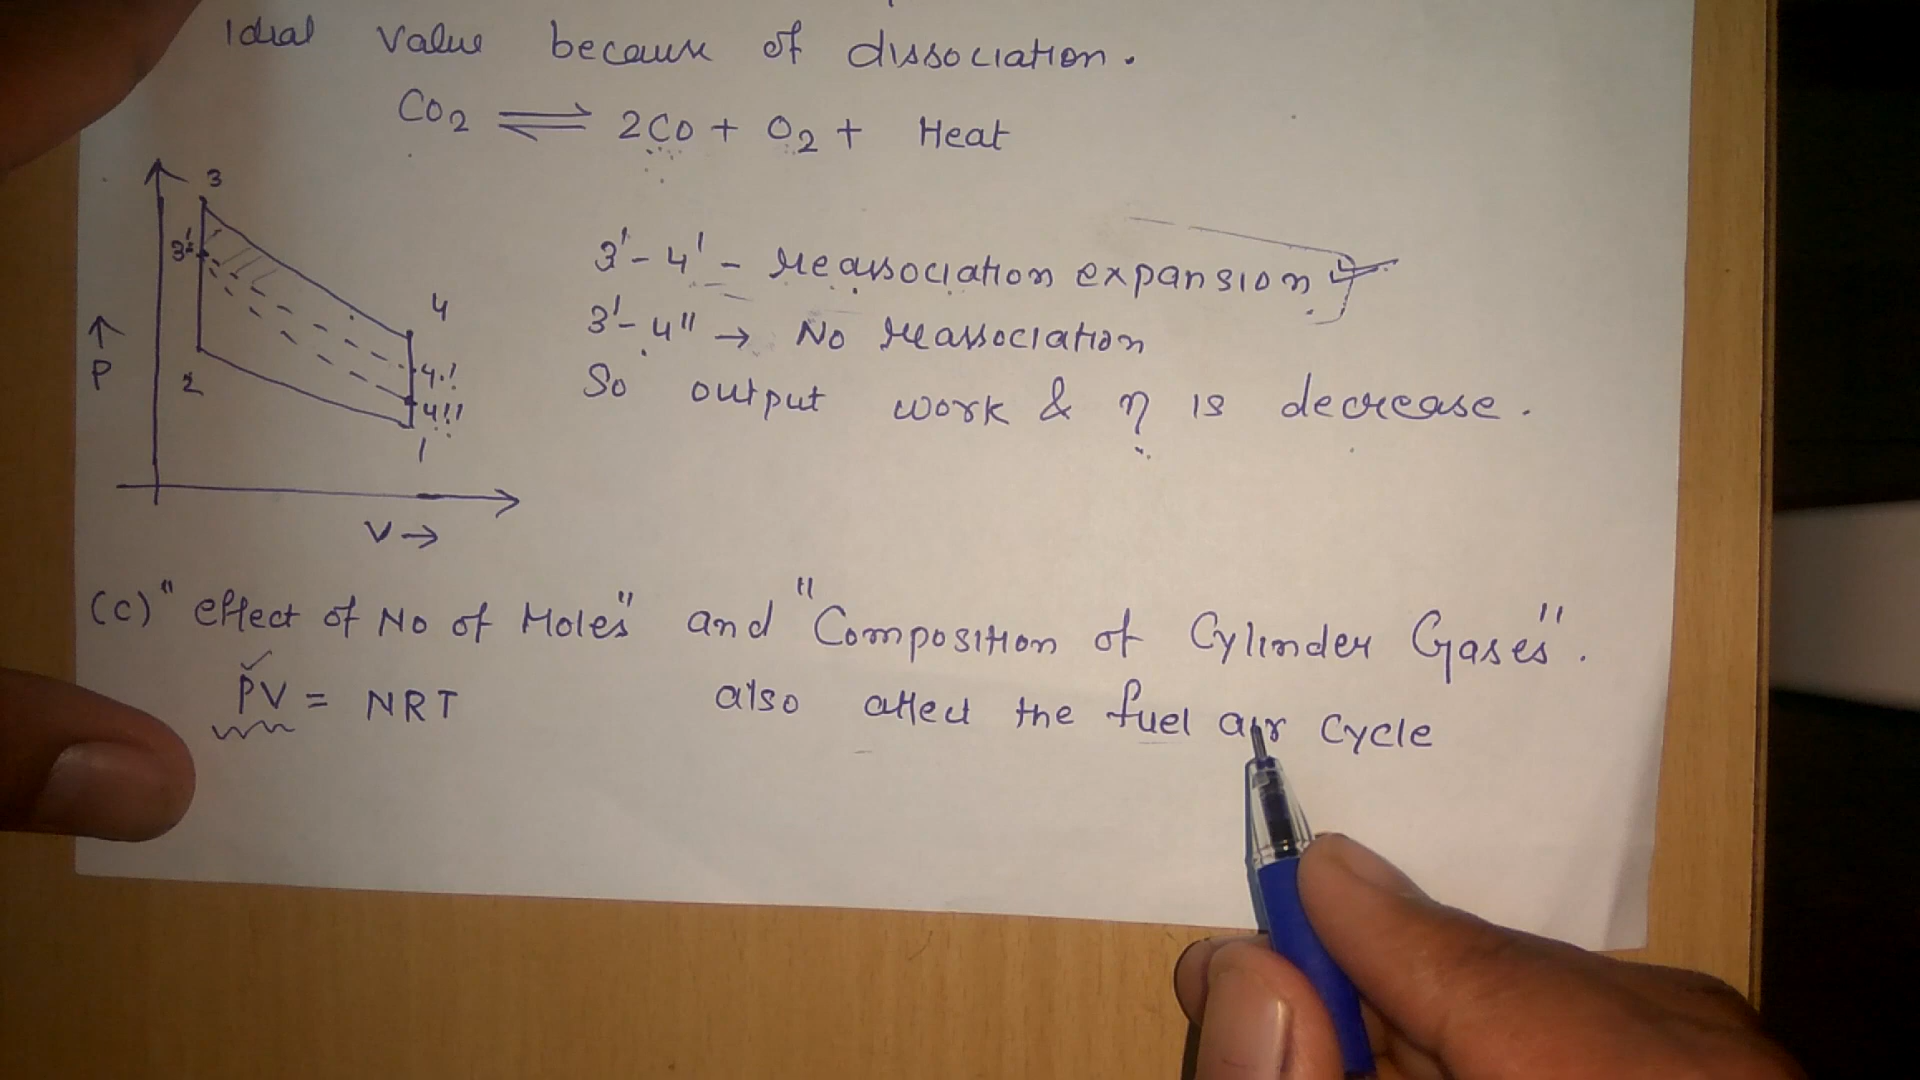 Idial value because of dissociation.
CO2 ⇌ 2CO + O2 + Heat
3
3'
4
3'-4' - reassociation expansion
4'
3'-4'' → No reassociation
P
2
4''
So output work & η is decrease.
1
V →
(c) "effect of No of Moles" and "Composition of Cylinder Gases".
PV = NRT also affect the fuel air cycle